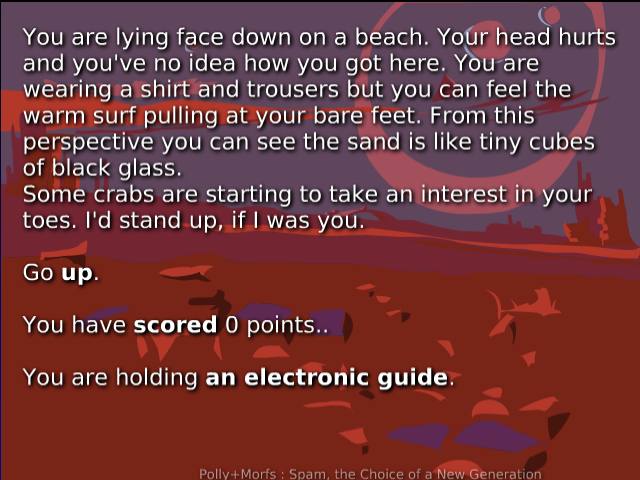 You are lying face down on a beach. Your head hurts
and you've no idea how you got here. You are
wearing a shirt and trousers but you can feel the
warm surf pulling at your bare feet. From this
perspective you can see the sand is like tiny cubes
of black glass.
Some crabs are starting to take an interest in your
toes. I'd stand up, if I was you.
Go up.
You have scored 0 points..
You are holding an electronic guide.
Polly+Morfs : Spam, the Choice of a New Generation